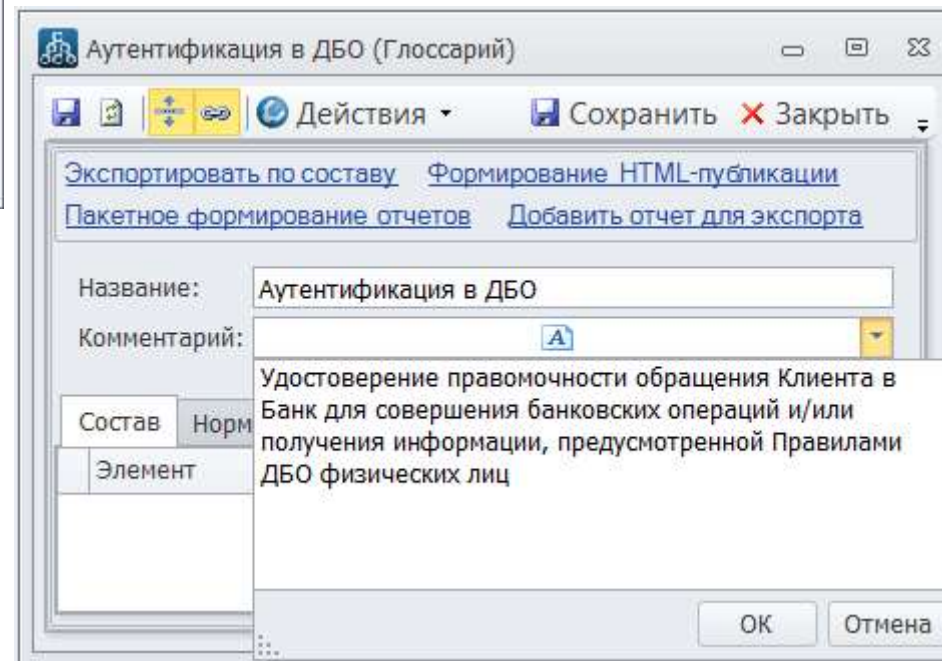 Аутентификация в ДБО (Глоссарий)
Действия Сохранить Закрыть
Экспортировать по составу Формирование HTML-публикации
Пакетное формирование отчетов Добавить отчет для экспорта
Название: Аутентификация в ДБО
Комментарий: A
Удостоверение правомочности обращения Клиента в
Банк для совершения банковских операций и/или
получения информации, предусмотренной Правилами
ДБО физических лиц
Состав Норм
Элемент
ОК Отмена